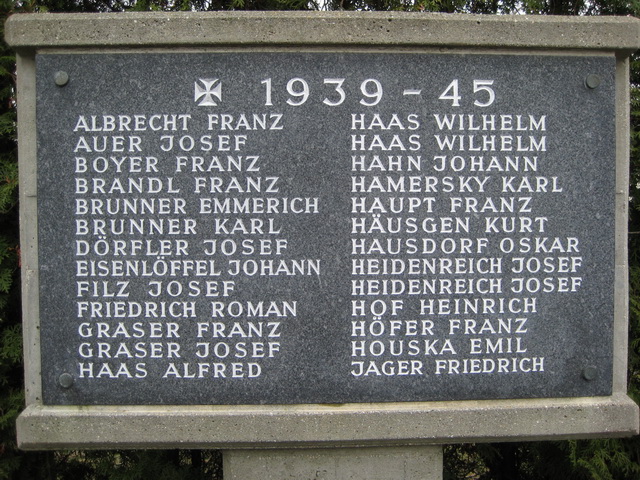 1939 - 45
ALBRECHT FRANZ
AUER JOSEF
BOYER FRANZ
BRANDL FRANZ
BRUNNER EMMERICH
BRUNNER KARL
DÖRFLER JOSEF
EISENLÖFFEL JOHANN
FILZ JOSEF
FRIEDRICH ROMAN
GRASER FRANZ
GRASER JOSEF
HAAS ALFRED
HAAS WILHELM
HAAS WILHELM
HAHN JOHANN
HAMERSKY KARL
HAUPT FRANZ
HÄUSGEN KURT
HAUSDORF OSKAR
HEIDENREICH JOSEF
HEIDENREICH JOSEF
HOF HEINRICH
HÖFER FRANZ
HOUSKA EMIL
JAGER FRIEDRICH